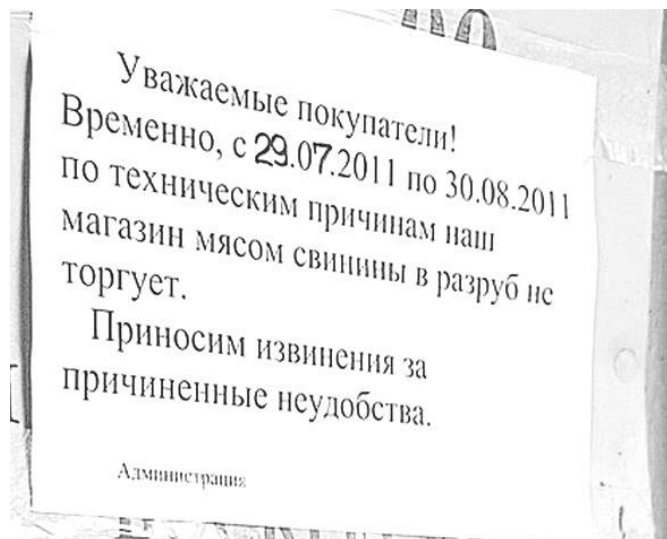 Уважаемые покупатели!
Временно, с 29.07.2011 по 30.08.2011
по техническим причинам наш
магазин мясом свинины в разруб не
торгует.
Приносим извинения за
причиненные неудобства.
Администрация